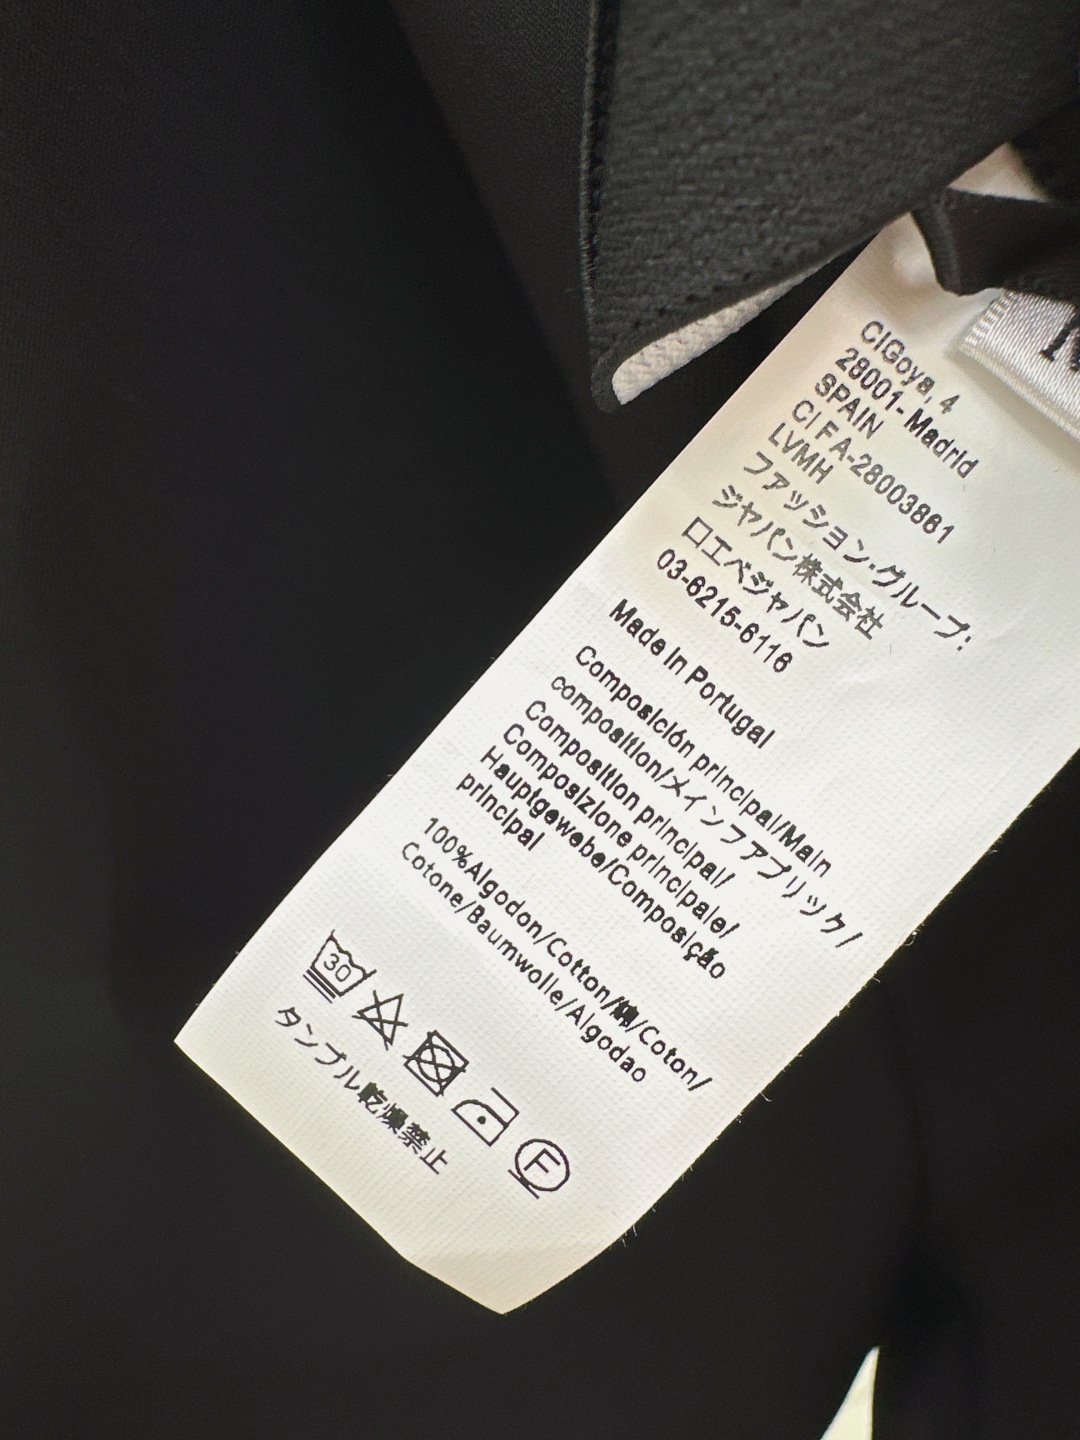 C|Goya, 4
28001-Madrid
SPAIN
CIF A-28003861
LVMH
ファッション・グループ:
ジャパン株式会社
ロエベジャパン
03-6215-6116
Made in Portugal
Composición principal/Main
composition/メインファブリック/
Composition principal/
Composizione principale/
Hauptgewebe/Composição
principal
100%Algodon/Cotton/綿/Coton/
Cotone/Baumwolle/Algodao
30
F
タンブル乾燥禁止